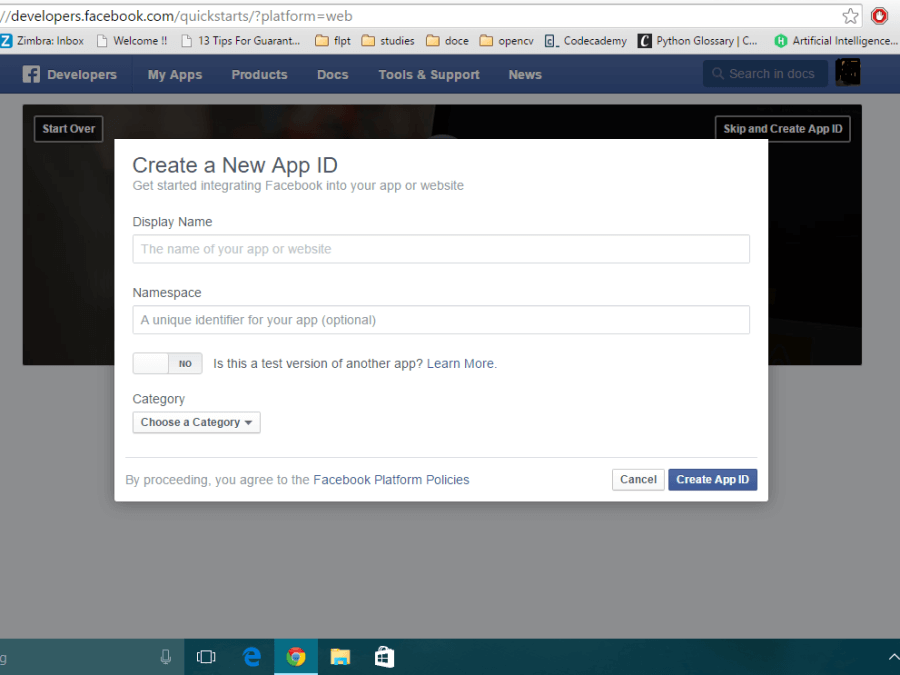 //developers.facebook.com/quickstarts/?platform=web
Z Zimbra: Inbox Welcome !! 13 Tips For Guarant... flpt studies doce opencv c_ Codecademy C Python Glossary | C... H Artificial Intelligence...
f Developers My Apps Products Docs Tools & Support News Search in docs
Start Over Skip and Create App ID
Create a New App ID
Get started integrating Facebook into your app or website
Display Name
The name of your app or website
Namespace
A unique identifier for your app (optional)
NO Is this a test version of another app? Learn More.
Category
Choose a Category
By proceeding, you agree to the Facebook Platform Policies Cancel Create App ID
g